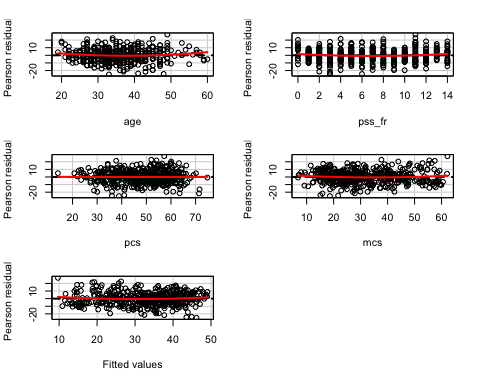 Pearson residual
10
-20
20 30 40 50 60
age
Pearson residual
10
-20
0 2 4 6 8 10 12 14
pss_fr
Pearson residual
10
-20
20 30 40 50 60 70
pcs
Pearson residual
10
-20
10 20 30 40 50 60
mcs
Pearson residual
10
-20
10 20 30 40 50
Fitted values